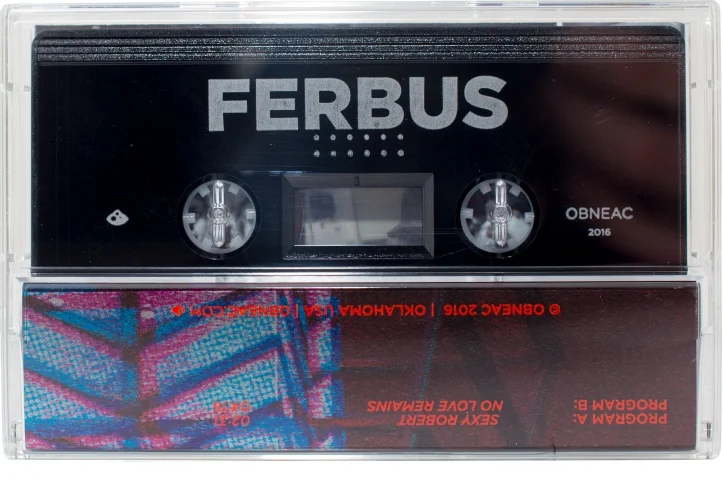 FERBUS
OBNEAC
2016
© OBNEAC 2016 | OKLAHOMA USA | OBNEAC.COM
PROGRAM A: SEXY ROBERT
PROGRAM B: NO LOVE REMAINS